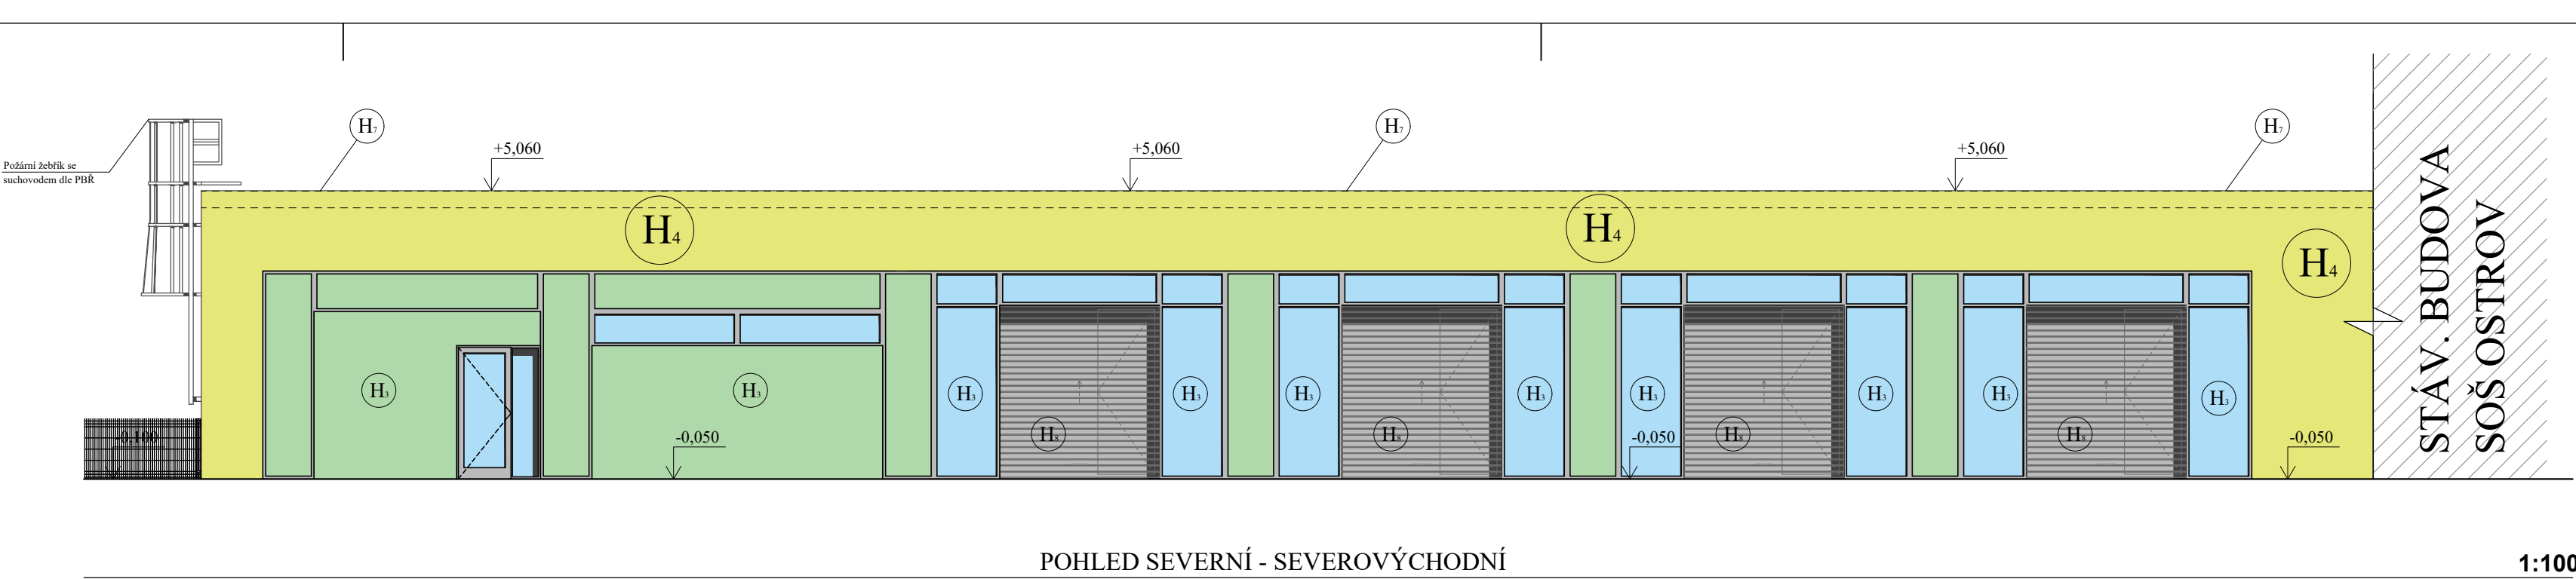 H7
H7
H7
+5,060
+5,060
+5,060
Požární žebřík se
suchovodem dle PBŘ
H4
H4
H4
STÁV. BUDOVA
SOŠ OSTROV
H3
H3
H3
H3
H3
H3
H3
H3
H3
H3
H8
H8
H8
H8
-0,100
-0,050
-0,050
-0,050
POHLED SEVERNÍ - SEVEROVÝCHODNÍ
1:100